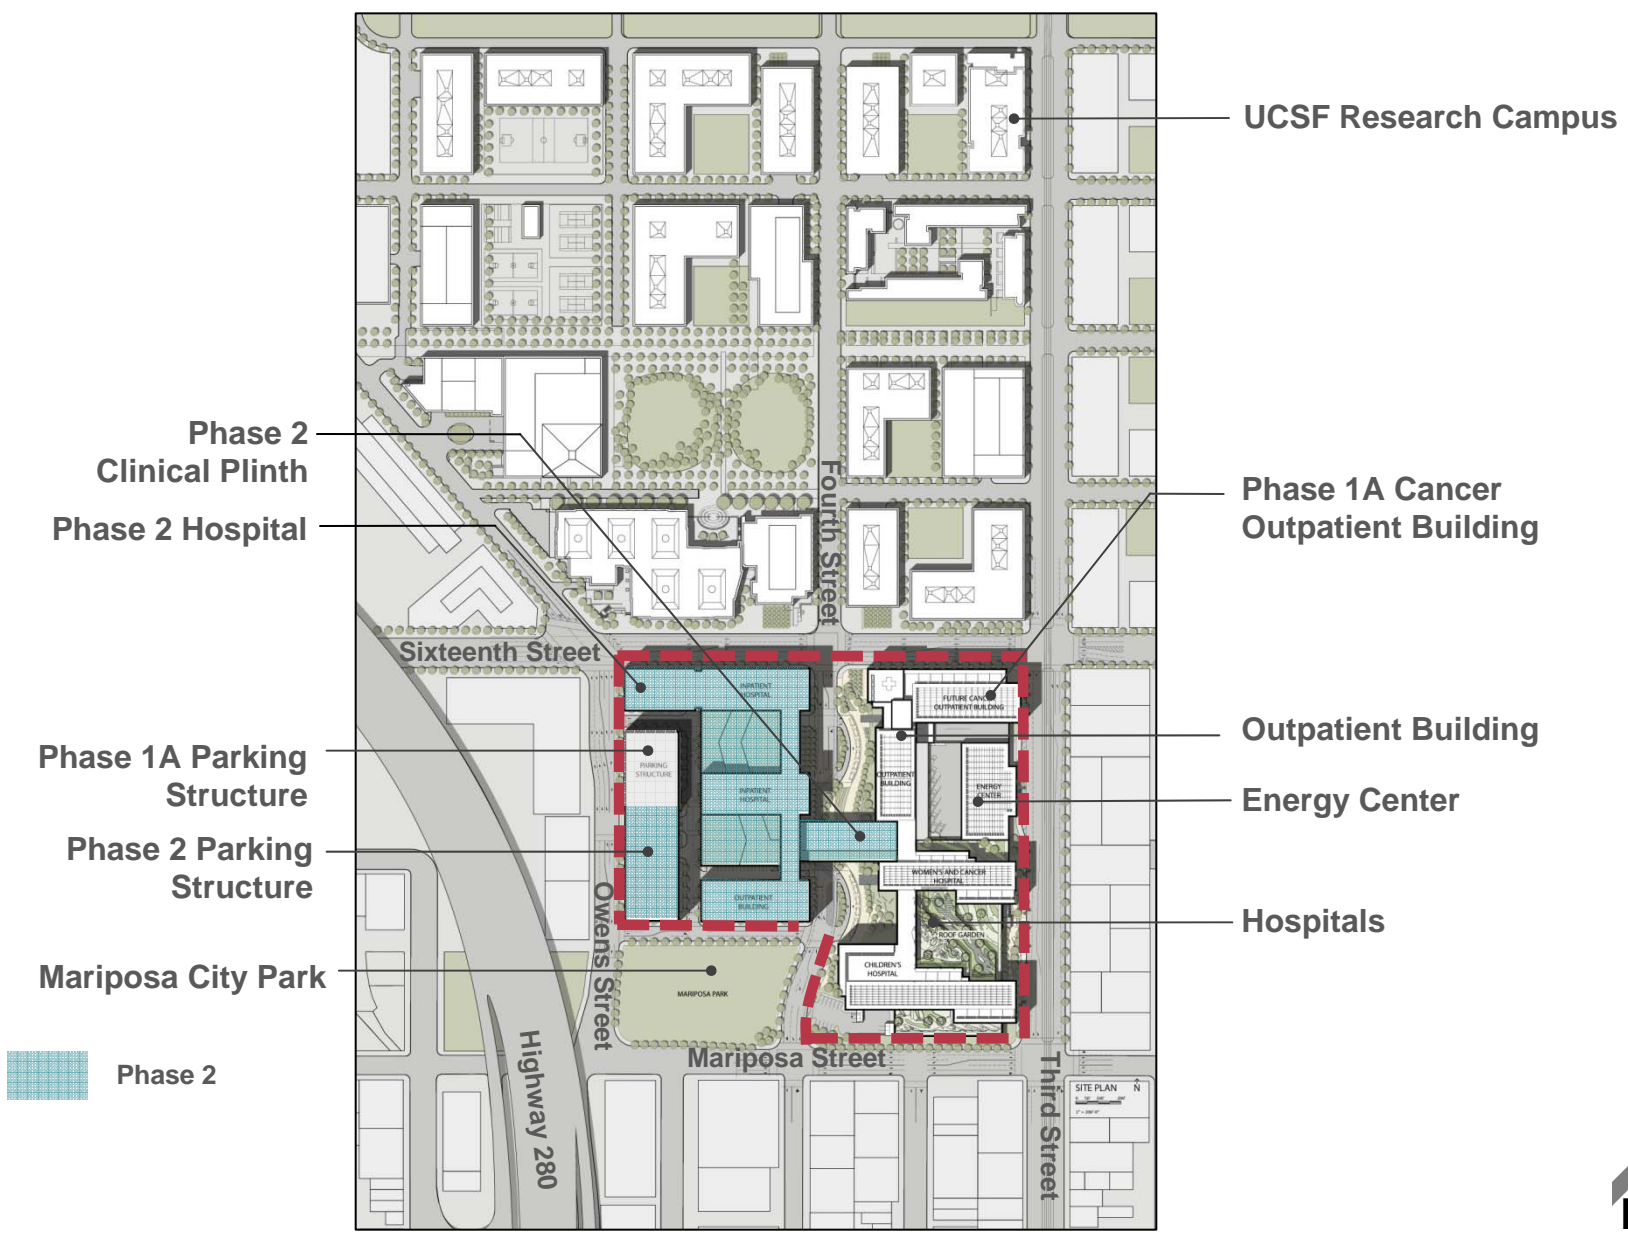 UCSF Research Campus
Phase 2
Clinical Plinth
Phase 2 Hospital
Fourth Street
Phase 1A Cancer
Outpatient Building
Sixteenth Street
INPATIENT
HOSPITAL
FUTURE CANCER
OUTPATIENT BUILDING
Phase 1A Parking
Structure
PARKING
STRUCTURE
Outpatient Building
OUTPATIENT
BUILDING
INPATIENT
HOSPITAL
ENERGY
CENTER
Energy Center
Phase 2 Parking
Structure
WOMEN'S AND CANCER
HOSPITAL
OUTPATIENT
BUILDING
Owens Street
ROOF GARDEN
Hospitals
Mariposa City Park
MARIPOSA PARK
CHILDREN'S
HOSPITAL
Mariposa Street
Phase 2
Highway 280
Third Street
SITE PLAN
N